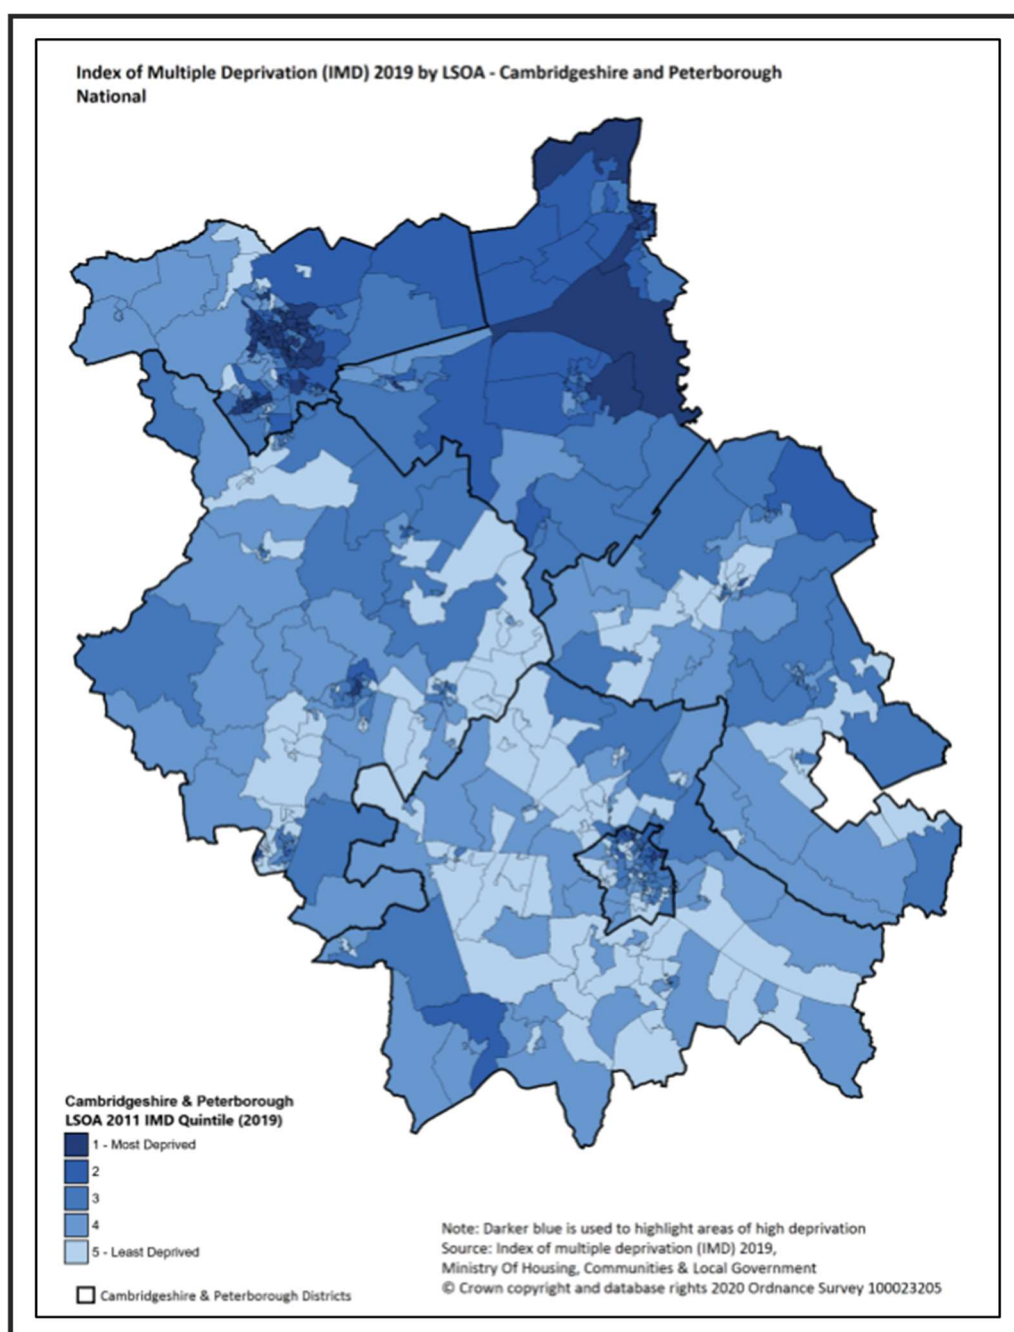 Index of Multiple Deprivation (IMD) 2019 by LSOA - Cambridgeshire and Peterborough
National
Cambridgeshire & Peterborough
LSOA 2011 IMD Quintile (2019)
1 - Most Deprived
2
3
4
5 - Least Deprived
Cambridgeshire & Peterborough Districts
Note: Darker blue is used to highlight areas of high deprivation
Source: Index of multiple deprivation (IMD) 2019,
Ministry Of Housing, Communities & Local Government
© Crown copyright and database rights 2020 Ordnance Survey 100023205